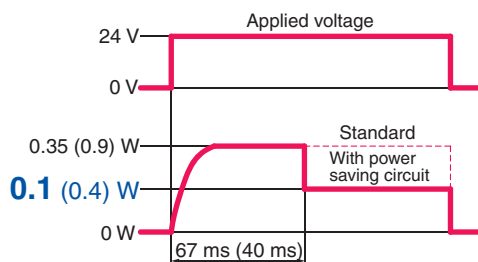 Applied voltage
24 V
0 V
0.35 (0.9) W
Standard
With power
saving circuit
0.1 (0.4) W
0 W
67 ms (40 ms)